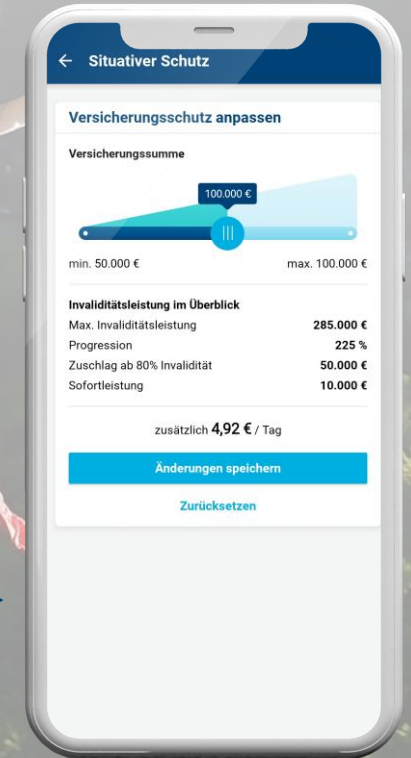 Situativer Schutz
Versicherungsschutz anpassen
Versicherungssumme
100.000 €
min. 50.000 € max. 100.000 €
Invaliditätsleistung im Überblick
Max. Invaliditätsleistung 285.000 €
Progression 225 %
Zuschlag ab 80% Invalidität 50.000 €
Sofortleistung 10.000 €
zusätzlich 4,92 € / Tag
Änderungen speichern
Zurücksetzen